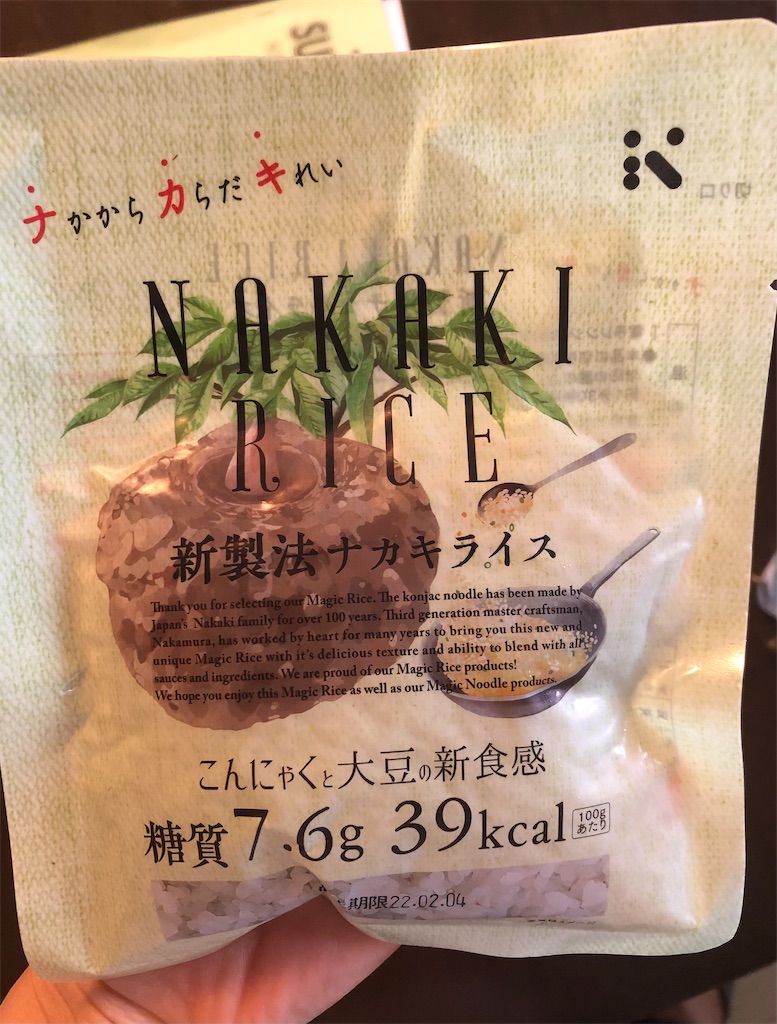 SU
ナかから カらだ キれい
切り口
NAKAKI
RICE
新製法ナカキライス
Thank you for selecting our Magic Rice. The konjac noodle has been made by
Japan's Nakaki family for over 100 years. Third generation master craftsman,
Nakamura, has worked by heart for many years to bring you this new and
unique Magic Rice with it's delicious texture and ability to blend with all
sauces and ingredients. We are proud of our Magic Rice products!
We hope you enjoy this Magic Rice as well as our Magic Noodle products.
こんにゃくと大豆の新食感
糖質7.6g 39kcal 100gあたり
期限22.02.04